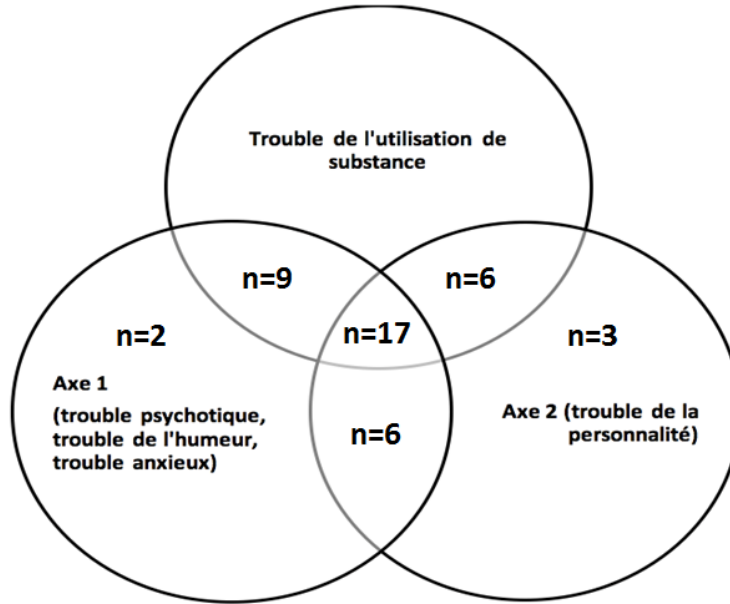 Trouble de l'utilisation de
substance
n=9
n=6
n=2
n=17
n=3
Axe 1
(trouble psychotique,
trouble de l'humeur,
trouble anxieux)
Axe 2 (trouble de la
personnalité)
n=6